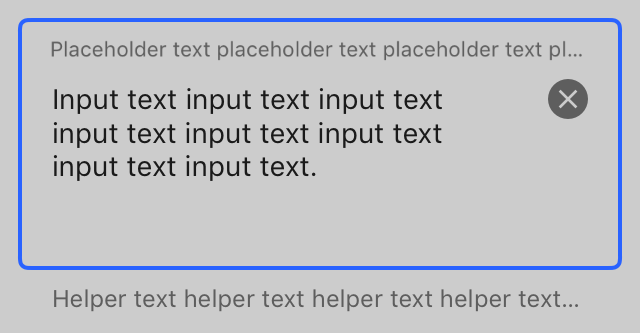 Placeholder text placeholder text placeholder text pl...
Input text input text input text
input text input text input text
input text input text.
Helper text helper text helper text helper text...